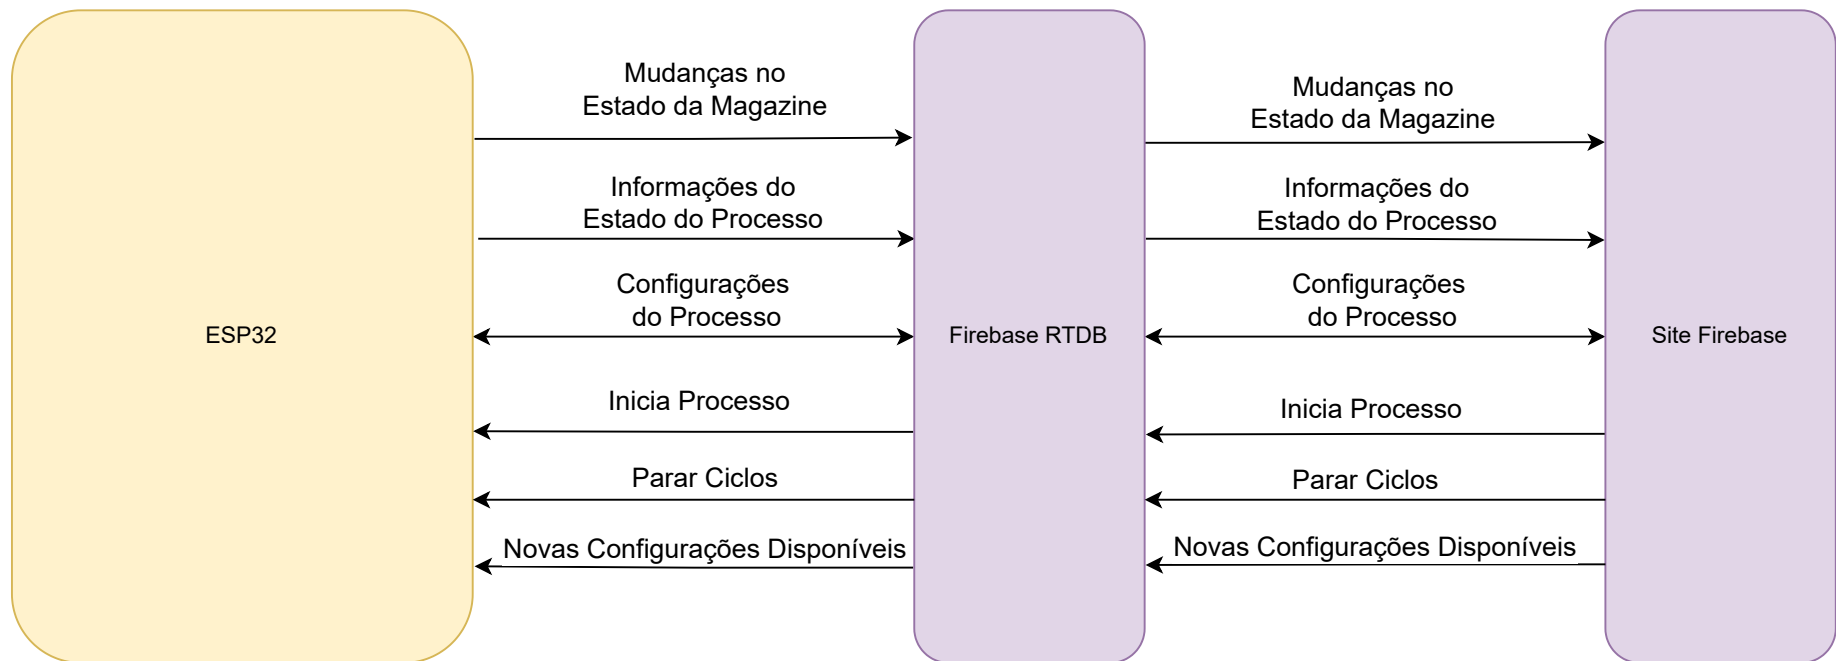 ESP32
Mudanças no
Estado da Magazine
Informações do
Estado do Processo
Configurações
do Processo
Inicia Processo
Parar Ciclos
Novas Configurações Disponíveis
Firebase RTDB
Mudanças no
Estado da Magazine
Informações do
Estado do Processo
Configurações
do Processo
Inicia Processo
Parar Ciclos
Novas Configurações Disponíveis
Site Firebase